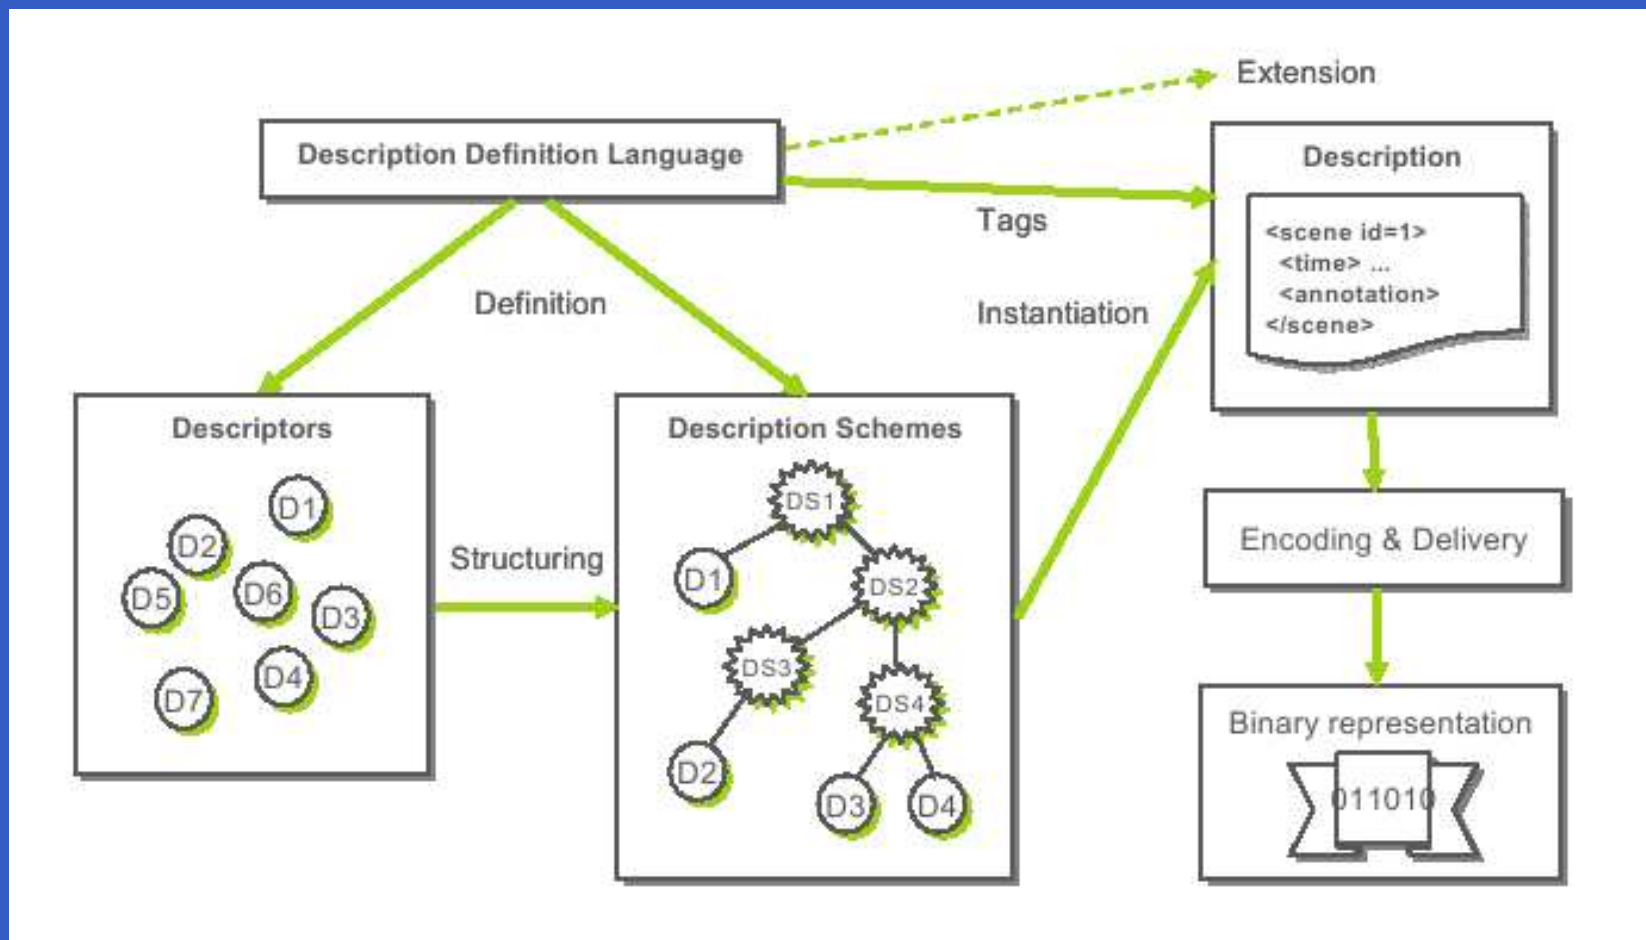 Extension
Description Definition Language
Description
<scene id=1>
<time> ...
<annotation>
</scene>
Tags
Definition
Instantiation
Descriptors
D1
D2
D5
D6
D3
D4
D7
Structuring
Description Schemes
DS1
D1
DS2
DS3
DS4
D2
D3
D4
Encoding & Delivery
Binary representation
011010